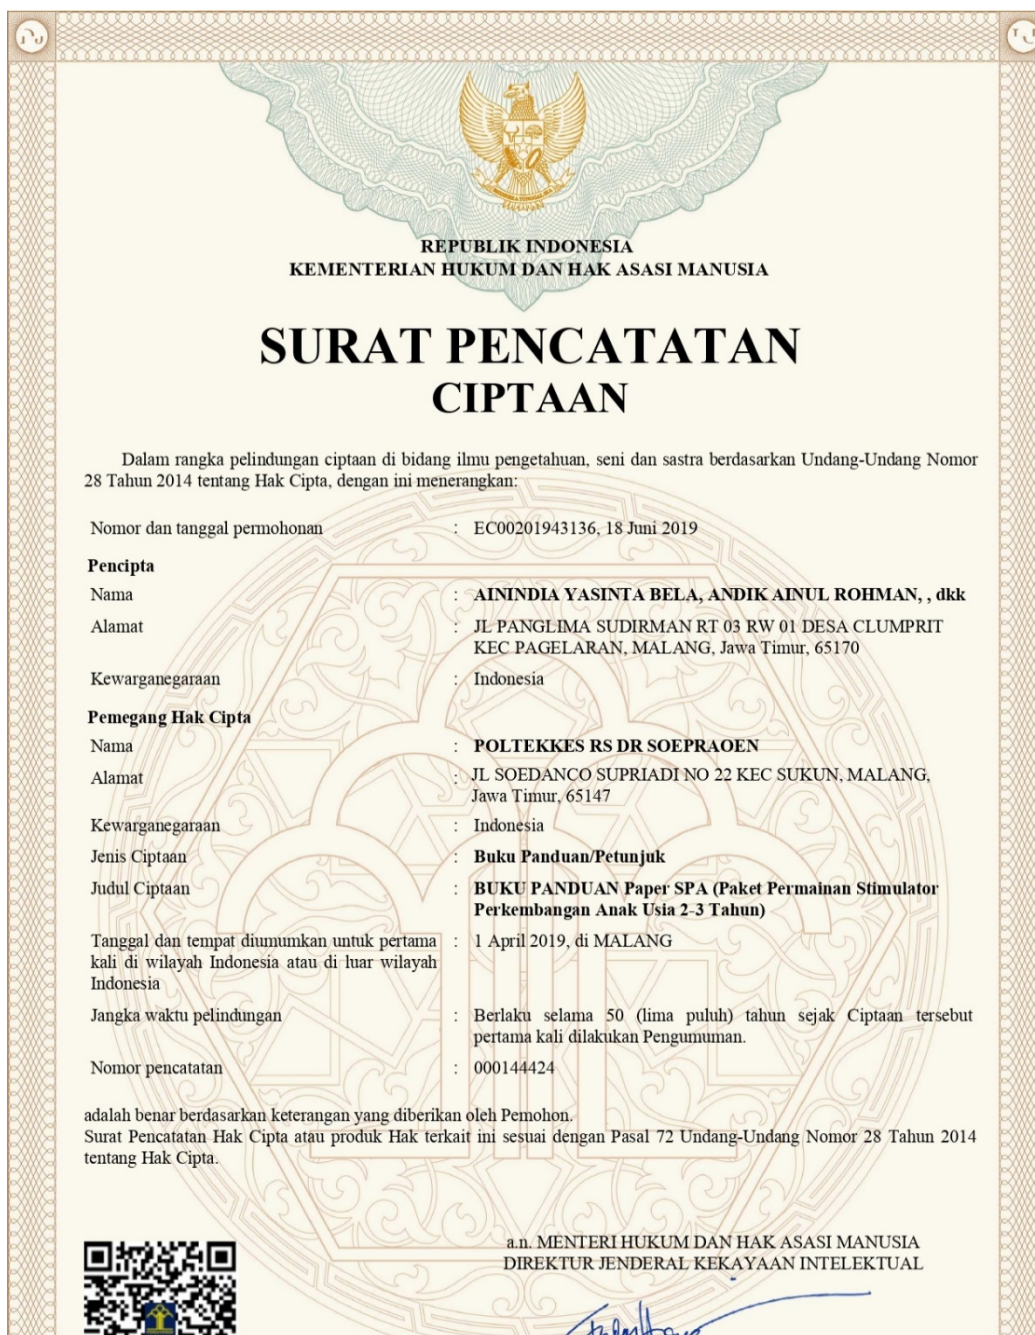 REPUBLIK INDONESIA
KEMENTERIAN HUKUM DAN HAK ASASI MANUSIA
SURAT PENCATATAN
CIPTAAN
Dalam rangka pelindungan ciptaan di bidang ilmu pengetahuan, seni dan sastra berdasarkan Undang-Undang Nomor
28 Tahun 2014 tentang Hak Cipta, dengan ini menerangkan:
Nomor dan tanggal permohonan : EC00201943136, 18 Juni 2019
Pencipta
Nama : AININDIA YASINTA BELA, ANDIK AINUL ROHMAN, , dkk
Alamat : JL PANGLIMA SUDIRMAN RT 03 RW 01 DESA CLUMPRIT
KEC PAGELARAN, MALANG, Jawa Timur, 65170
Kewarganegaraan : Indonesia
Pemegang Hak Cipta
Nama : POLTEKKES RS DR SOEPRAOEN
Alamat : JL SOEDANCO SUPRIADI NO 22 KEC SUKUN, MALANG,
Jawa Timur, 65147
Kewarganegaraan : Indonesia
Jenis Ciptaan : Buku Panduan/Petunjuk
Judul Ciptaan : BUKU PANDUAN Paper SPA (Paket Permainan Stimulator
Perkembangan Anak Usia 2-3 Tahun)
Tanggal dan tempat diumumkan untuk pertama : 1 April 2019, di MALANG
kali di wilayah Indonesia atau di luar wilayah
Indonesia
Jangka waktu pelindungan : Berlaku selama 50 (lima puluh) tahun sejak Ciptaan tersebut
pertama kali dilakukan Pengumuman.
Nomor pencatatan : 000144424
adalah benar berdasarkan keterangan yang diberikan oleh Pemohon.
Surat Pencatatan Hak Cipta atau produk Hak terkait ini sesuai dengan Pasal 72 Undang-Undang Nomor 28 Tahun 2014
tentang Hak Cipta.
a.n. MENTERI HUKUM DAN HAK ASASI MANUSIA
DIREKTUR JENDERAL KEKAYAAN INTELEKTUAL